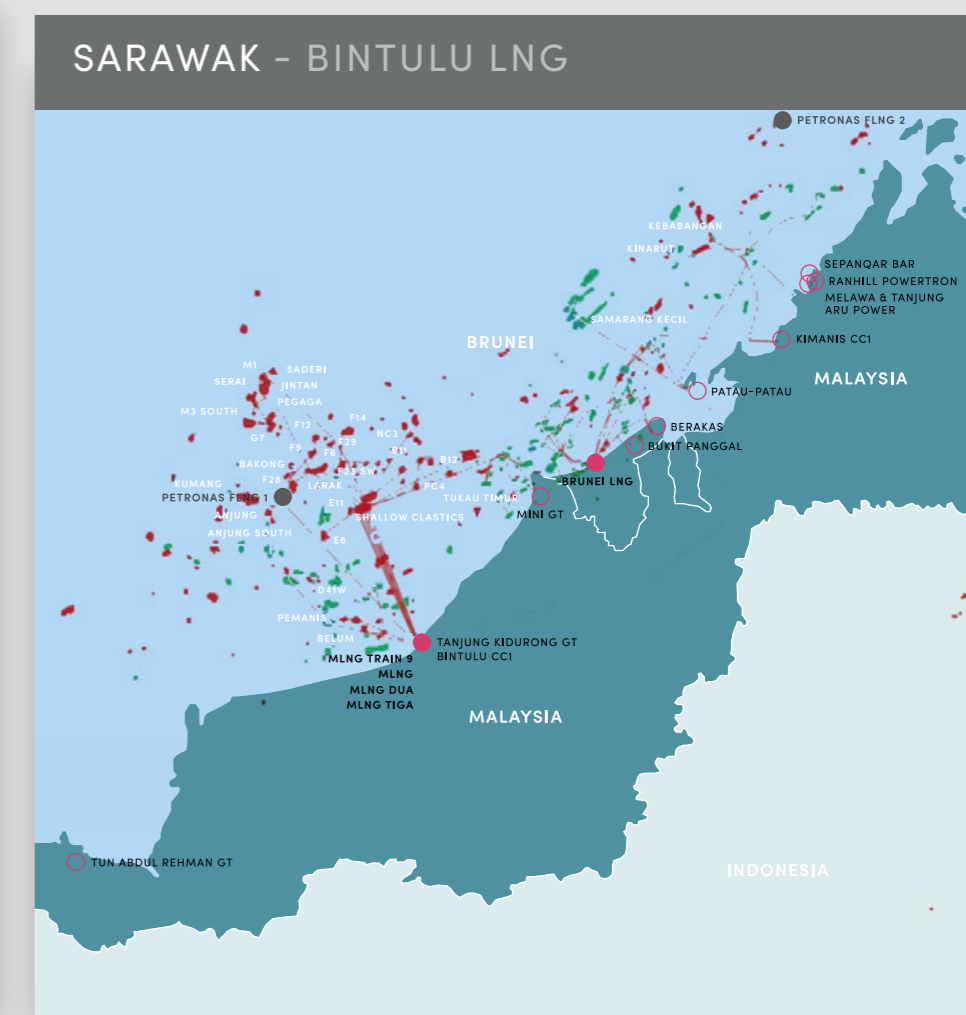 SARAWAK - BINTULU LNG
PETRONAS FLNG 2
KEBABANGAN
KINARUT
SEPANQAR BAR
RANHILL POWERTRON
MELAWA & TANJUNG
ARU POWER
SAMARANG KECIL
BRUNEI
KIMANIS CC1
M1
SADERI
SERAI
JINTAN
MALAYSIA
PEGAGA
PATAU-PATAU
M3 SOUTH
F14
F12
BERAKAS
G7
NC3
F29
F9
F6
B11
BUKIT PANGGAL
BAKONG
B12
F23 SW
F28
BRUNEI LNG
KUMANG
LARAK
PC4
PETRONAS FLNG 1
TUKAU TIMUR
E11
ANJUNG
SHALLOW CLASTICS
MINI GT
ANJUNG SOUTH
E8
D41W
PEMANIS
BELUM
TANJUNG KIDURONG GT
BINTULU CC1
MLNG TRAIN 9
MLNG
MLNG DUA
MLNG TIGA
MALAYSIA
TUN ABDUL REHMAN GT
INDONESIA